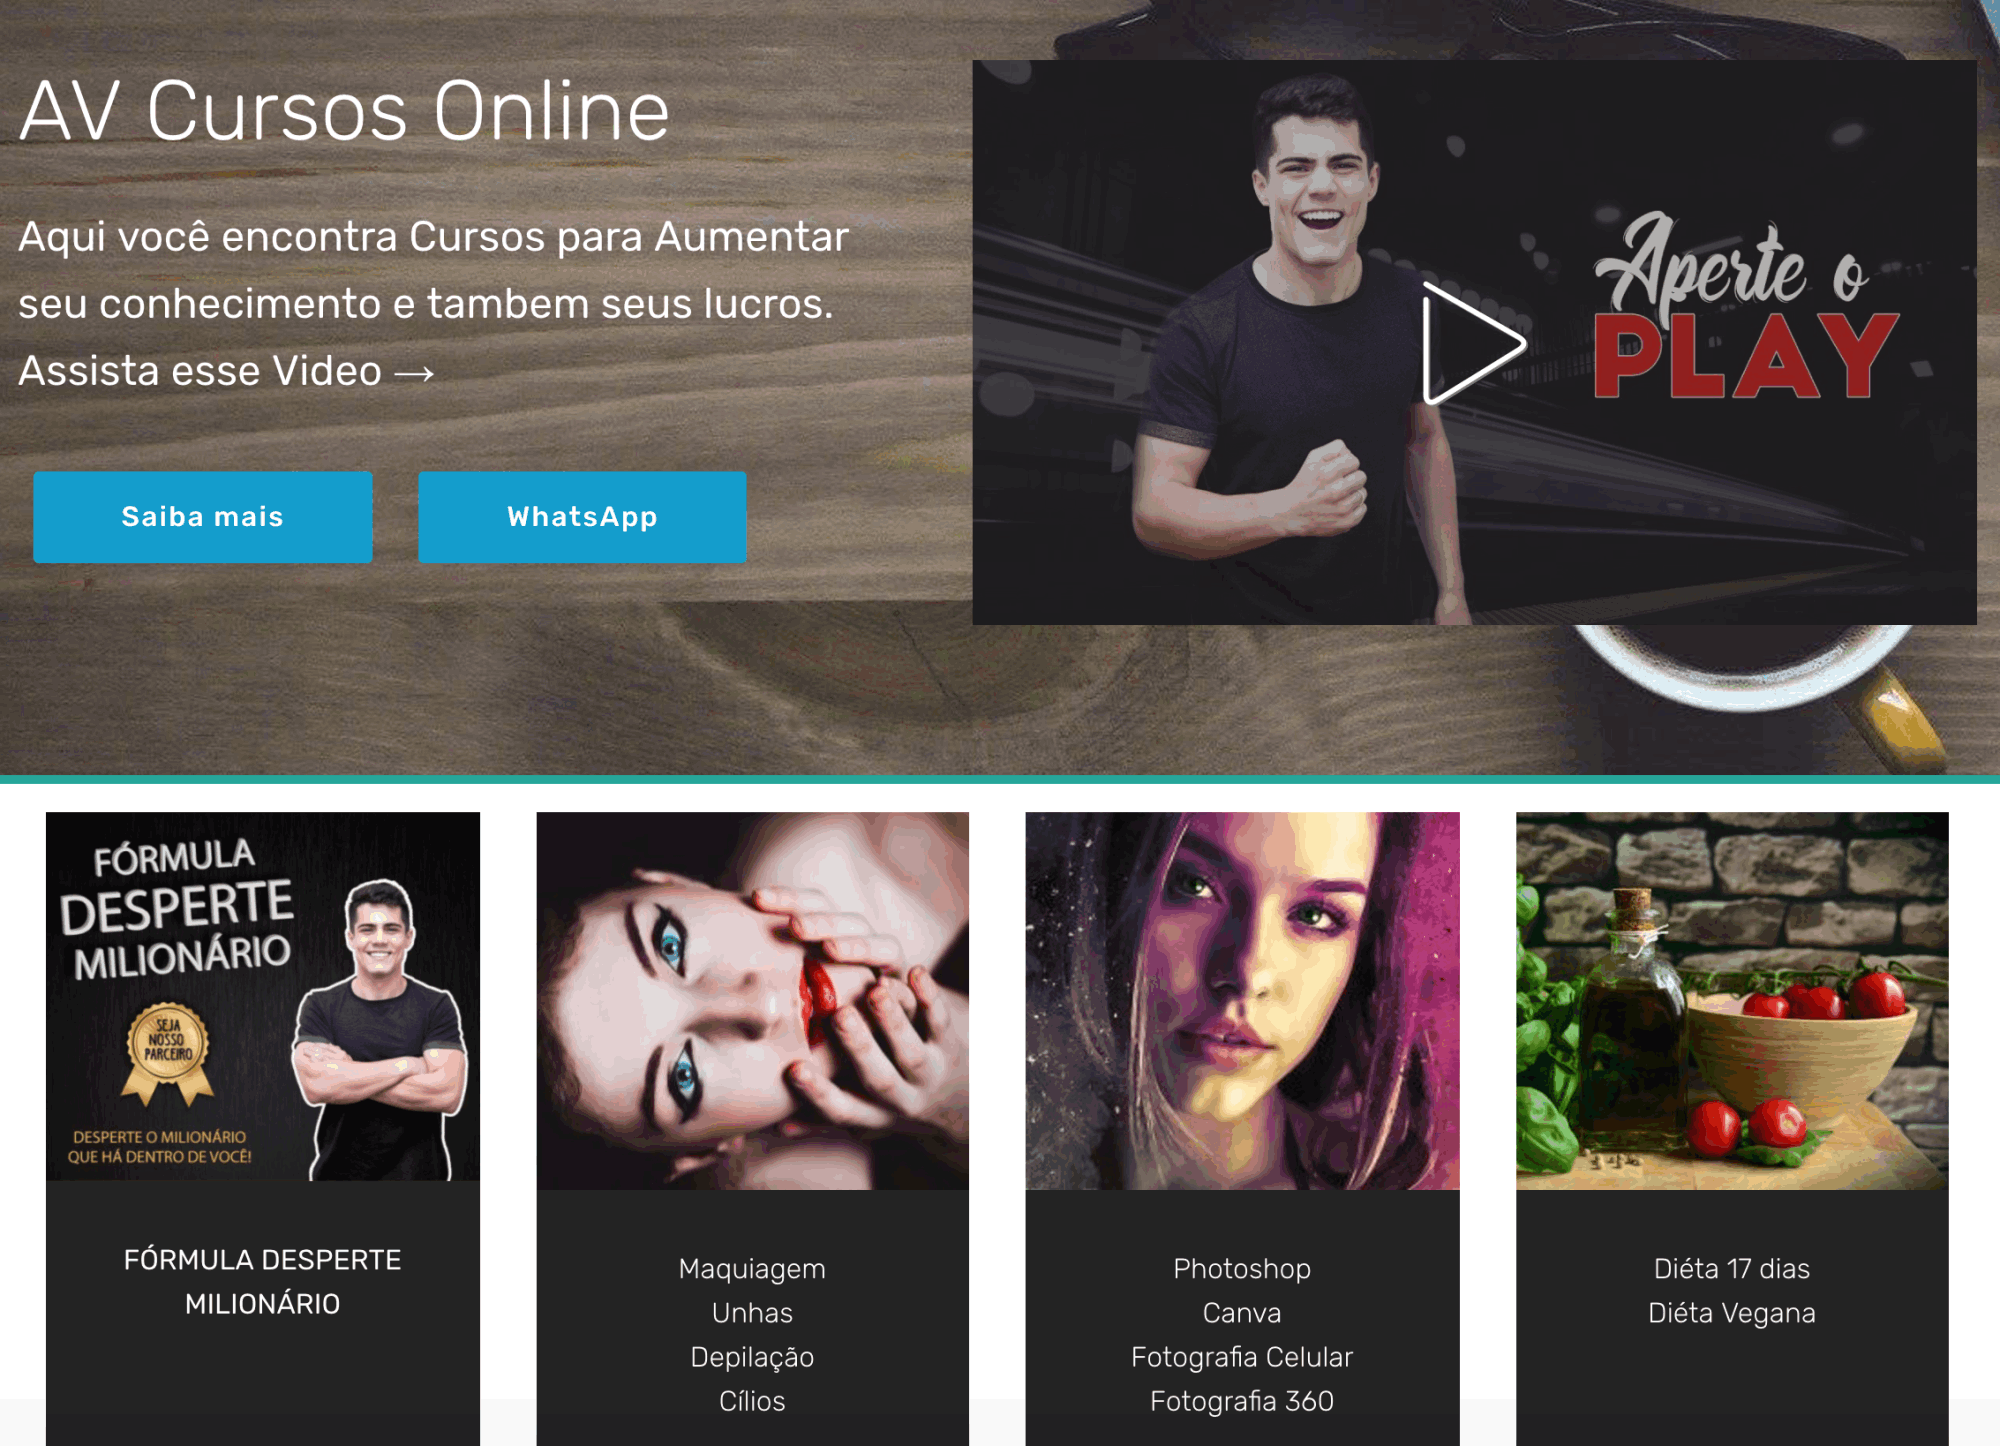 AV Cursos Online
Aqui você encontra Cursos para Aumentar
seu conhecimento e tambem seus lucros.
Assista esse Video →
Saiba mais
WhatsApp
Aperte o
PLAY
FÓRMULA
DESPERTE
MILIONÁRIO
SEJA
NOSSO
PARCEIRO
DESPERTE O MILIONÁRIO
QUE HÁ DENTRO DE VOCÊ!
FÓRMULA DESPERTE
MILIONÁRIO
Maquiagem
Unhas
Depilação
Cílios
Photoshop
Canva
Fotografia Celular
Fotografia 360
Diéta 17 dias
Diéta Vegana